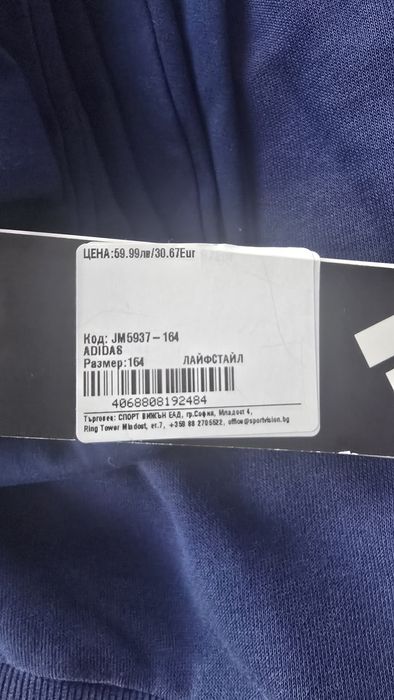 ЦЕНА:59.99лв/30.67Eur
Код: JM5937-164
ADIDAS
Размер:164 ЛАЙФСТАЙЛ
4068808192484
Търговец: СПОРТ ВИЖЪН ЕАД, гр.София, Младост 4,
Ring Tower Mladost, ет.7, +359 88 2705522, office@sportvision.bg